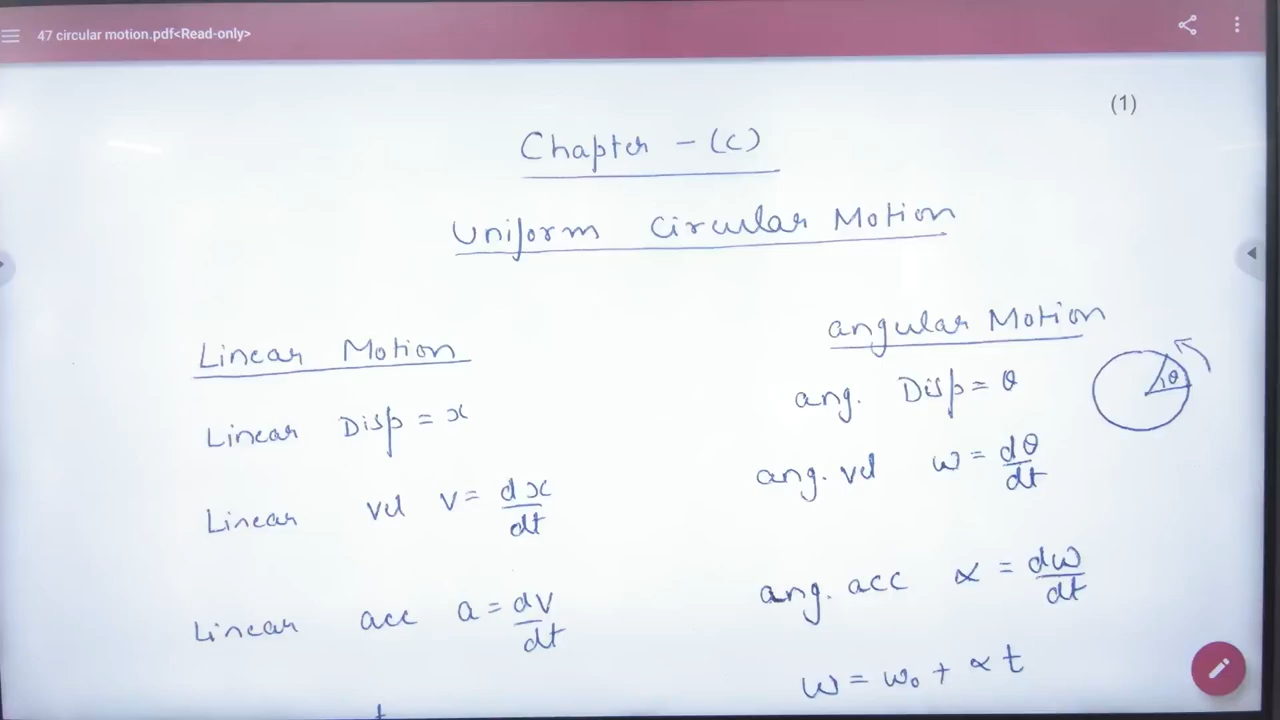 47 circular motion.pdf<Read-only>
(1)
Chapter - (C)
Uniform Circular Motion
Linear Motion
Linear Disp = x
Linear vel v = dx/dt
Linear acc a = dv/dt
angular Motion
ang. Disp = θ
θ
ang. vel ω = dθ/dt
ang. acc α = dω/dt
ω = ω₀ + αt